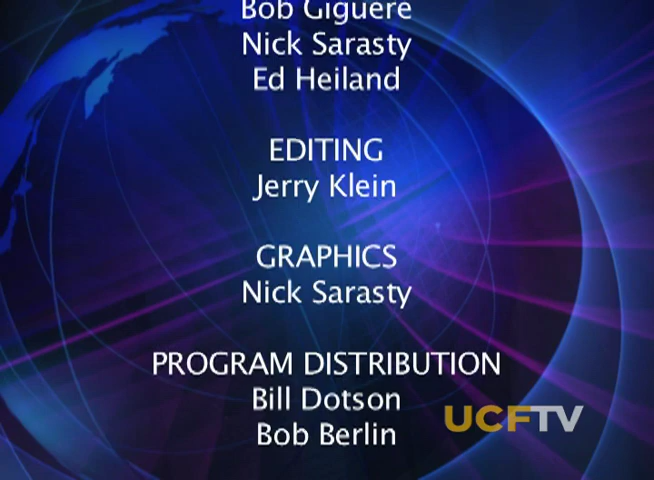 Bob Giguere
Nick Sarasty
Ed Heiland
EDITING
Jerry Klein
GRAPHICS
Nick Sarasty
PROGRAM DISTRIBUTION
Bill Dotson
Bob Berlin
UCFTV